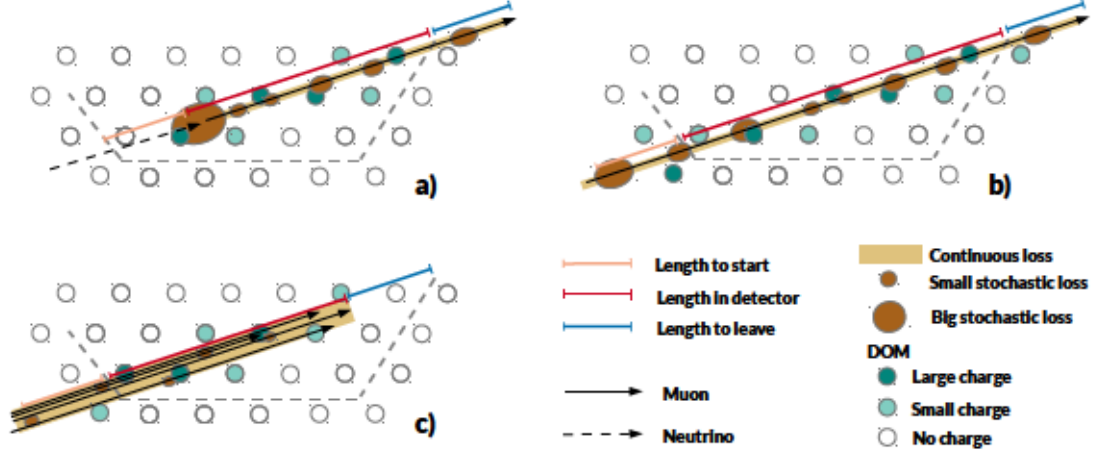 a)
b)
c)
Length to start
Length in detector
Length to leave
Muon
Neutrino
Continuous loss
Small stochastic loss
Big stochastic loss
DOM
Large charge
Small charge
No charge